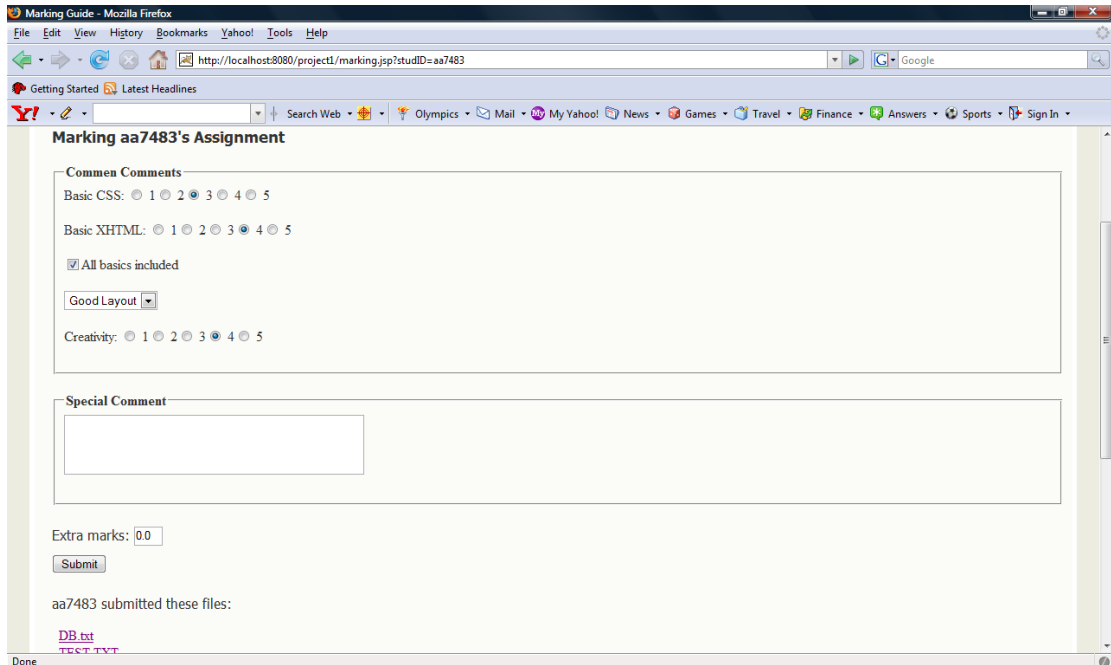 Marking Guide - Mozilla Firefox
File Edit View History Bookmarks Yahoo! Tools Help
http://localhost:8080/project1/marking.jsp?studID=aa7483
G Google
Getting Started Latest Headlines
Y! Search Web Olympics Mail My Yahoo! News Games Travel Finance Answers Sports Sign In
Marking aa7483's Assignment
Commen Comments
Basic CSS: 1 2 3 4 5
Basic XHTML: 1 2 3 4 5
All basics included
Good Layout
Creativity: 1 2 3 4 5
Special Comment
Extra marks: 0.0
Submit
aa7483 submitted these files:
DB.txt
TEST.TXT
Done